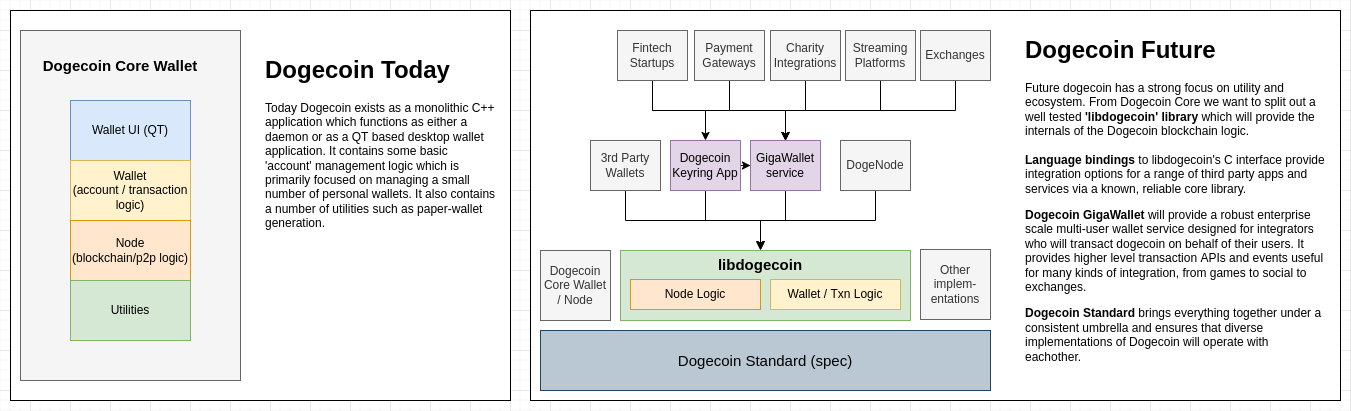 Dogecoin Core Wallet
Wallet UI (QT)
Wallet
(account / transaction
logic)
Node
(blockchain/p2p logic)
Utilities
Dogecoin Today
Today Dogecoin exists as a monolithic C++
application which functions as either a
daemon or as a QT based desktop wallet
application. It contains some basic
'account' management logic which is
primarily focused on managing a small
number of personal wallets. It also contains
a number of utilities such as paper-wallet
generation.
Fintech
Startups
Payment
Gateways
Charity
Integrations
Streaming
Platforms
Exchanges
3rd Party
Wallets
Dogecoin
Keyring App
GigaWallet
service
DogeNode
Dogecoin
Core Wallet
/ Node
libdogecoin
Node Logic
Wallet / Txn Logic
Other
implem-
entations
Dogecoin Standard (spec)
Dogecoin Future
Future dogecoin has a strong focus on utility and
ecosystem. From Dogecoin Core we want to split out a
well tested 'libdogecoin' library which will provide the
internals of the Dogecoin blockchain logic.
Language bindings to libdogecoin's C interface provide
integration options for a range of third party apps and
services via a known, reliable core library.
Dogecoin GigaWallet will provide a robust enterprise
scale multi-user wallet service designed for integrators
who will transact dogecoin on behalf of their users. It
provides higher level transaction APIs and events useful
for many kinds of integration, from games to social to
exchanges.
Dogecoin Standard brings everything together under a
consistent umbrella and ensures that diverse
implementations of Dogecoin will operate with
eachother.